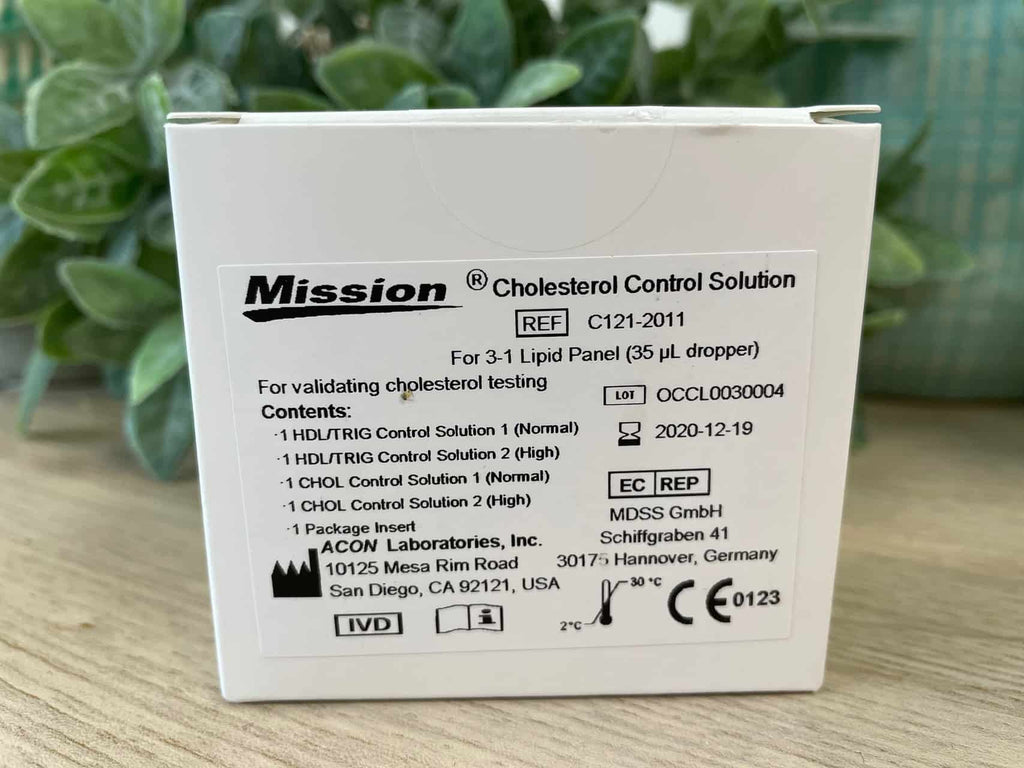 Mission® Cholesterol Control Solution
REF C121-2011
For 3-1 Lipid Panel (35 µL dropper)
For validating cholesterol testing
LOT OCCL0030004
Contents:
·1 HDL/TRIG Control Solution 1 (Normal)
2020-12-19
·1 HDL/TRIG Control Solution 2 (High)
·1 CHOL Control Solution 1 (Normal)
EC REP
·1 CHOL Control Solution 2 (High)
MDSS GmbH
·1 Package Insert
Schiffgraben 41
ACON Laboratories, Inc.
30175 Hannover, Germany
10125 Mesa Rim Road
San Diego, CA 92121, USA
30 °C
IVD
i
2°C
CE 0123